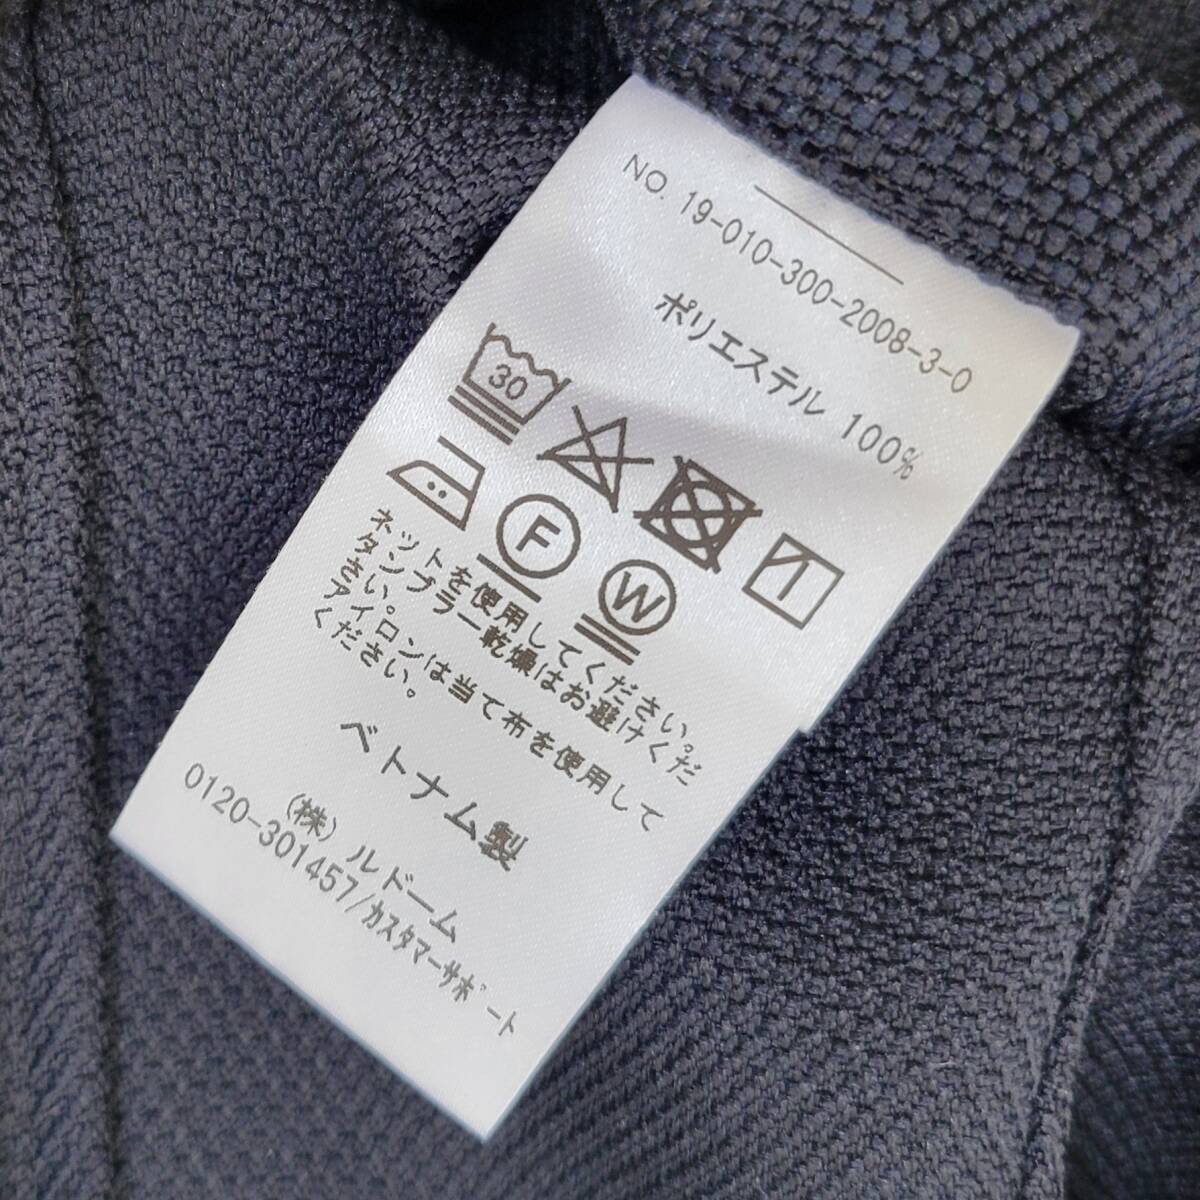 NO. 19-010-300-2008-3-0
ポリエステル 100%
30
F
W
ネットを使用してください。
タンブラー乾燥はお避けくだ
さい。
アイロンは当て布を使用して
ください。
ベトナム製
(株)ルドーム
0120-301457/カスタマーサポート